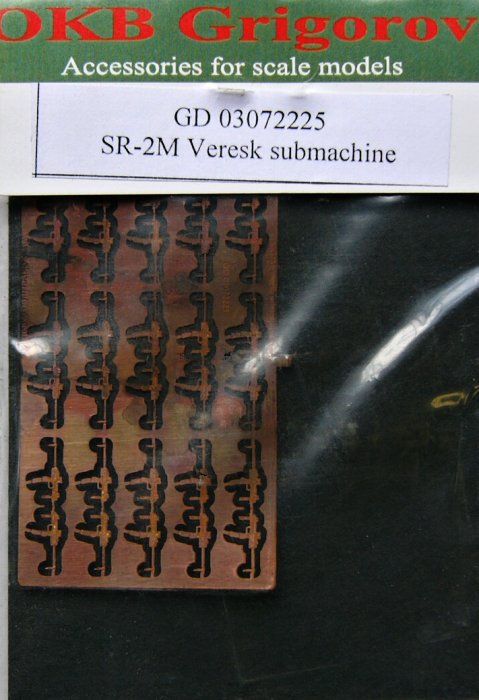 OKB Grigorov
Accessories for scale models
GD 03072225
SR-2M Veresk submachine